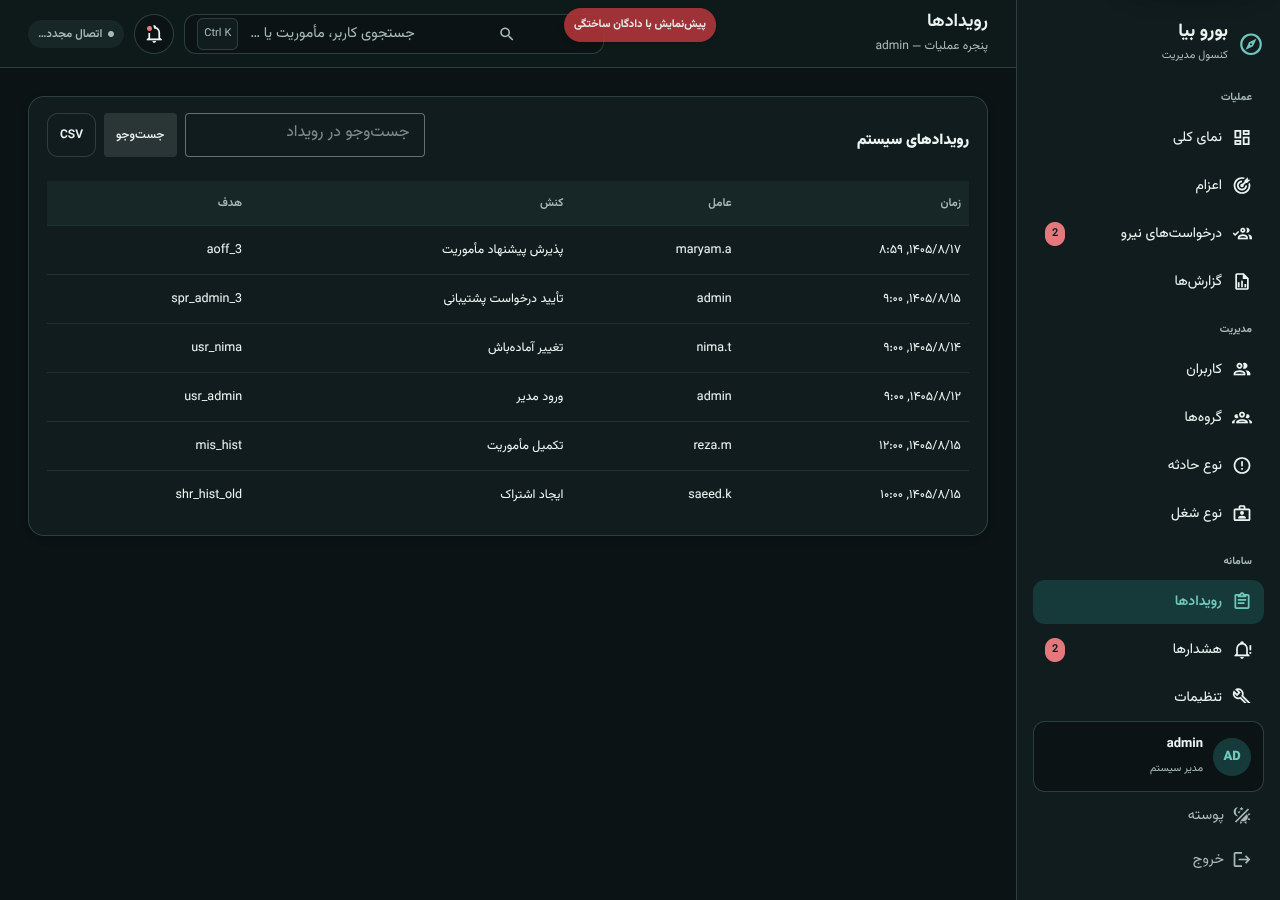 بورو بیا
کنسول مدیریت
عملیات
نمای کلی
اعزام
درخواست‌های نیرو
2
گزارش‌ها
مدیریت
کاربران
گروه‌ها
نوع حادثه
نوع شغل
سامانه
رویدادها
هشدارها
2
تنظیمات
AD
admin
مدیر سیستم
پوسته
خروج
رویدادها
پنجره عملیات — admin
پیش‌نمایش با دادگان ساختگی
جستجوی کاربر، مأموریت یا ...
Ctrl K
اتصال مجدد...
رویدادهای سیستم
جست‌وجو در رویداد
جست‌وجو
CSV
زمان عامل کنش هدف
۱۴۰۵/۸/۱۷, ۸:۵۹ maryam.a پذیرش پیشنهاد مأموریت aoff_3
۱۴۰۵/۸/۱۵, ۹:۰۰ admin تأیید درخواست پشتیبانی spr_admin_3
۱۴۰۵/۸/۱۴, ۹:۰۰ nima.t تغییر آماده‌باش usr_nima
۱۴۰۵/۸/۱۲, ۹:۰۰ admin ورود مدیر usr_admin
۱۴۰۵/۸/۱۵, ۱۲:۰۰ reza.m تکمیل مأموریت mis_hist
۱۴۰۵/۸/۱۵, ۱۰:۰۰ saeed.k ایجاد اشتراک shr_hist_old